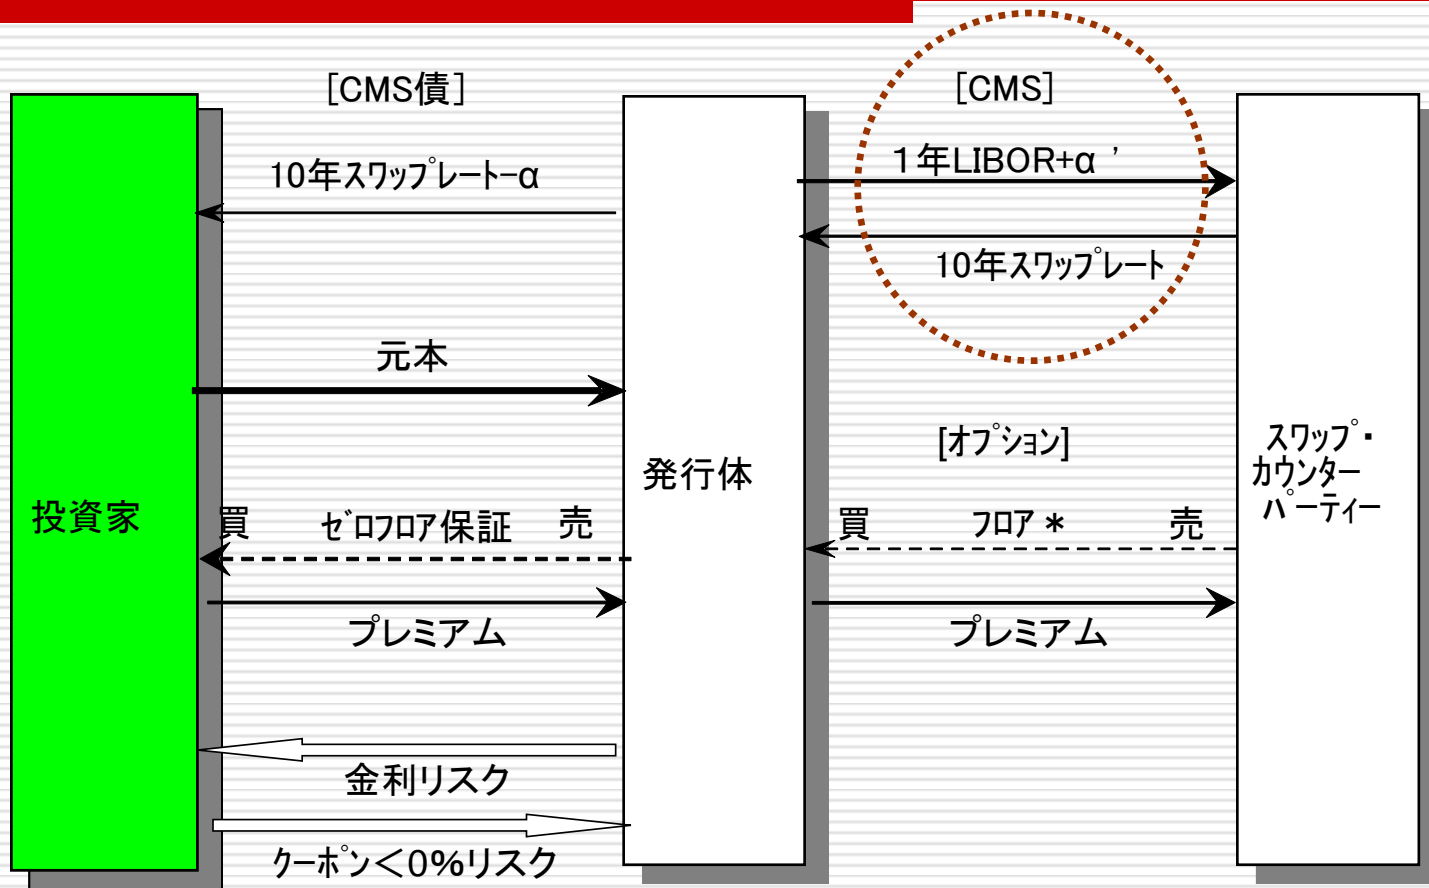 [CMS債]
[CMS]
10年スワップレート-α
１年LIBOR+α '
10年スワップレート
元本
[オプション]
投資家
発行体
スワップ・
カウンター
パーティー
買 ゼロフロア保証 売
買 フロア＊ 売
プレミアム
プレミアム
金利リスク
クーポン＜0%リスク